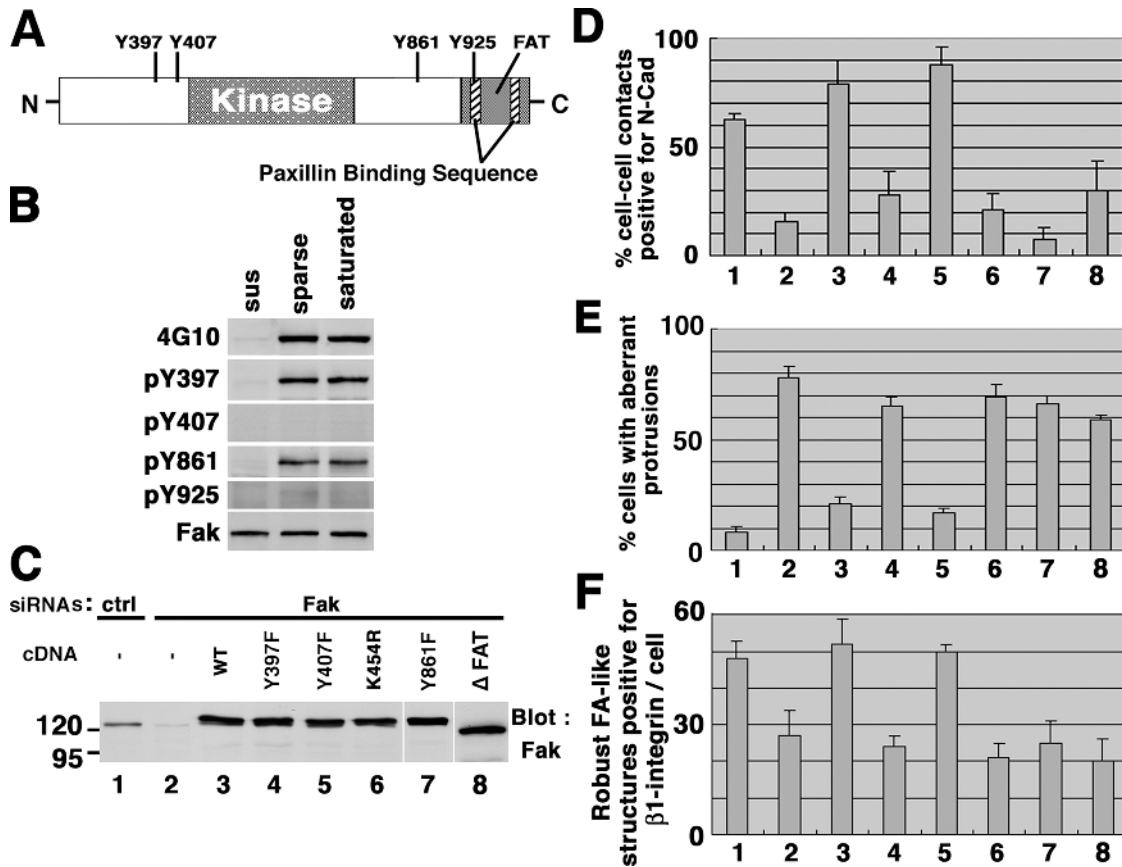 A
Y397
Y407
Y861
Y925
FAT
N
Kinase
C
Paxillin Binding Sequence
B
sus
sparse
saturated
4G10
pY397
pY407
pY861
pY925
Fak
C
siRNAs:
ctrl
Fak
cDNA
-
-
WT
Y397F
Y407F
K454R
Y861F
Δ FAT
120
95
Blot :
Fak
1 2 3 4 5 6 7 8
D
% cell-cell contacts
positive for N-Cad
100
50
0
1 2 3 4 5 6 7 8
E
% cells with aberrant
protrusions
100
50
0
1 2 3 4 5 6 7 8
F
Robust FA-like
structures positive for
β1-integrin / cell
60
30
0
1 2 3 4 5 6 7 8